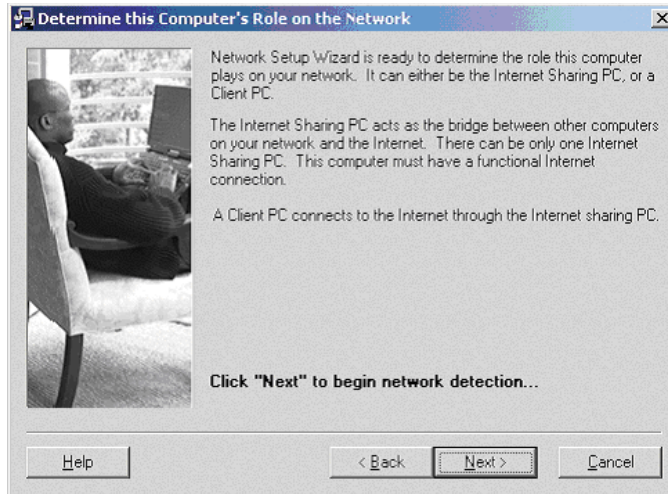 Determine this Computer's Role on the Network
Network Setup Wizard is ready to determine the role this computer
plays on your network. It can either be the Internet Sharing PC, or a
Client PC.
The Internet Sharing PC acts as the bridge between other computers
on your network and the Internet. There can be only one Internet
Sharing PC. This computer must have a functional Internet
connection.
A Client PC connects to the Internet through the Internet sharing PC.
Click "Next" to begin network detection...
Help
< Back
Next >
Cancel